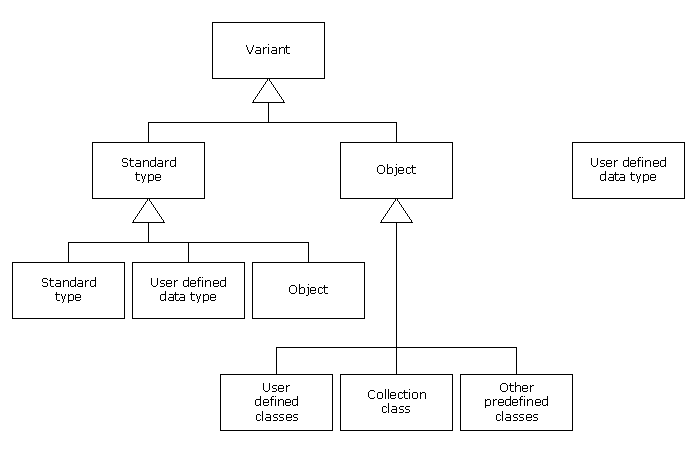 Variant
Standard
type
Object
User defined
data type
Standard
type
User defined
data type
Object
User
defined
classes
Collection
class
Other
predefined
classes